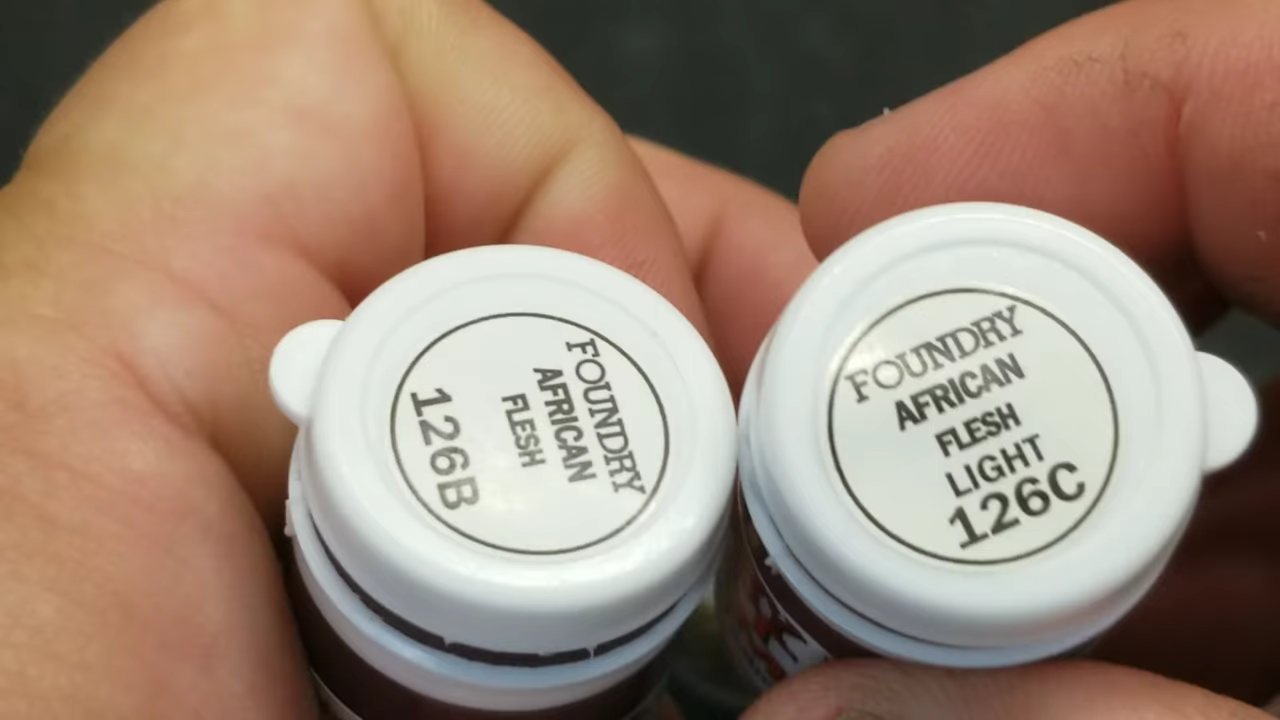 FOUNDRY
AFRICAN
FLESH
126B
FOUNDRY
AFRICAN
FLESH
LIGHT
126C